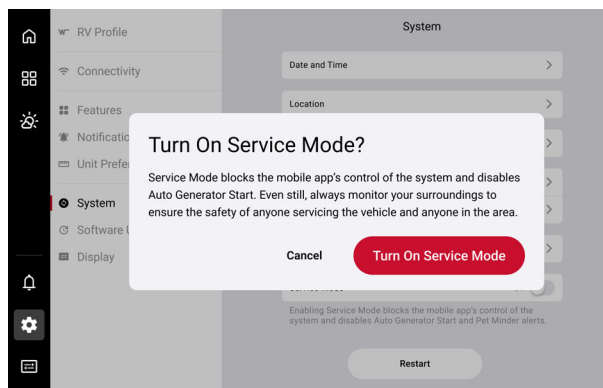 System
RV Profile
Connectivity
Features
Notificatio
Unit Prefer
System
Software U
Display
Date and Time
Location
Turn On Service Mode?
Service Mode blocks the mobile app's control of the system and disables
Auto Generator Start. Even still, always monitor your surroundings to
ensure the safety of anyone servicing the vehicle and anyone in the area.
Cancel
Turn On Service Mode
Enabling Service Mode blocks the mobile app's control of the
system and disables Auto Generator Start and Pet Minder alerts.
Restart